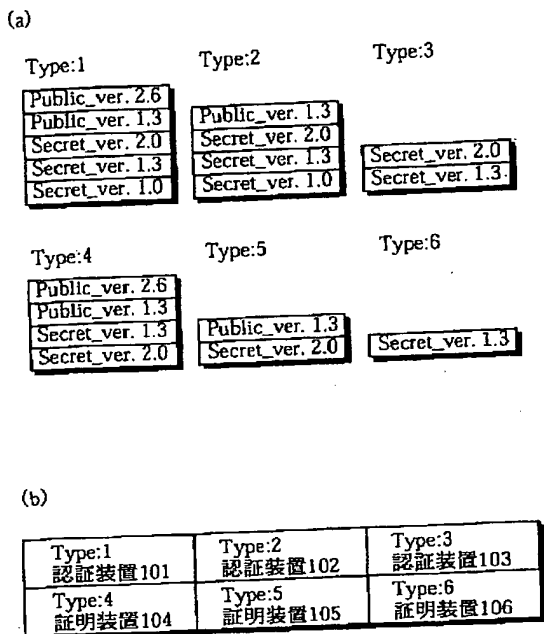 (a)
Type:1
Type:2
Type:3
Public_ver. 2.6
Public_ver. 1.3
Secret_ver. 2.0
Secret_ver. 1.3
Secret_ver. 1.0
Public_ver. 1.3
Secret_ver. 2.0
Secret_ver. 1.3
Secret_ver. 1.0
Secret_ver. 2.0
Secret_ver. 1.3
Type:4
Type:5
Type:6
Public_ver. 2.6
Public_ver. 1.3
Secret_ver. 1.3
Secret_ver. 2.0
Public_ver. 1.3
Secret_ver. 2.0
Secret_ver. 1.3
(b)
Type:1
認証装置101
Type:2
認証装置102
Type:3
認証装置103
Type:4
証明装置104
Type:5
証明装置105
Type:6
証明装置106